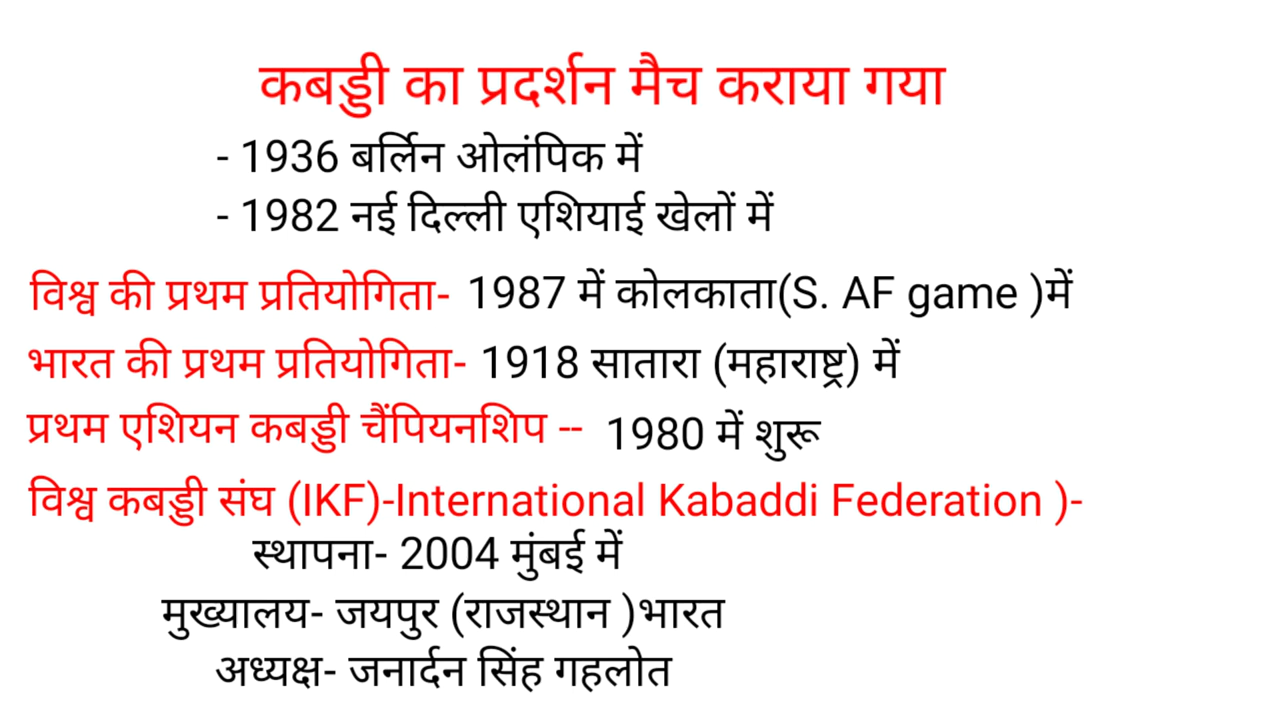 कबड्डी का प्रदर्शन मैच कराया गया
- 1936 बर्लिन ओलंपिक में
- 1982 नई दिल्ली एशियाई खेलों में
विश्व की प्रथम प्रतियोगिता- 1987 में कोलकाता(S. AF game )में
भारत की प्रथम प्रतियोगिता- 1918 सातारा (महाराष्ट्र) में
प्रथम एशियन कबड्डी चैंपियनशिप -- 1980 में शुरू
विश्व कबड्डी संघ (IKF)-International Kabaddi Federation )-
स्थापना- 2004 मुंबई में
मुख्यालय- जयपुर (राजस्थान )भारत
अध्यक्ष- जनार्दन सिंह गहलोत